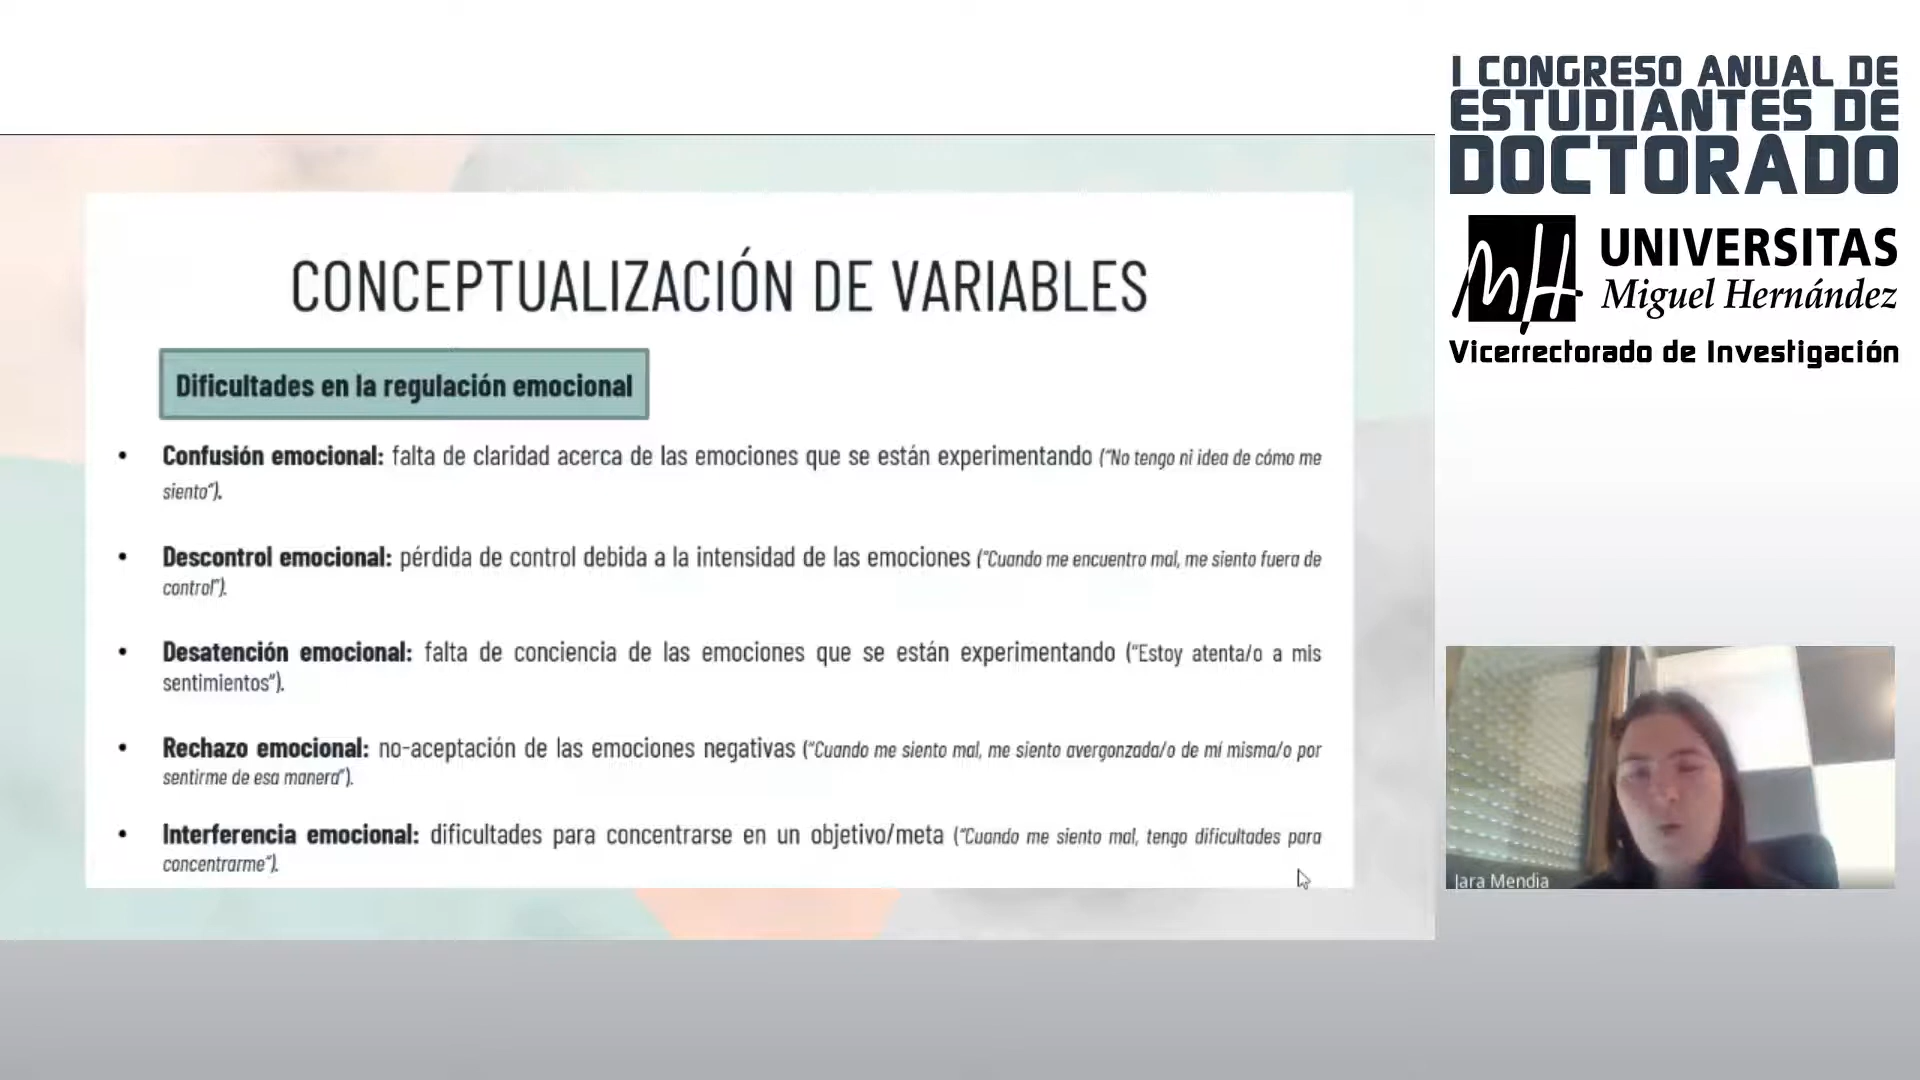 I CONGRESO ANUAL DE
ESTUDIANTES DE
DOCTORADO
UNIVERSITAS
Miguel Hernández
Vicerrectorado de Investigación
CONCEPTUALIZACIÓN DE VARIABLES
Dificultades en la regulación emocional
• Confusión emocional: falta de claridad acerca de las emociones que se están experimentando (“No tengo ni idea de cómo me
siento”).
• Descontrol emocional: pérdida de control debida a la intensidad de las emociones (“Cuando me encuentro mal, me siento fuera de
control”).
• Desatención emocional: falta de conciencia de las emociones que se están experimentando (“Estoy atenta/o a mis
sentimientos”).
• Rechazo emocional: no-aceptación de las emociones negativas (“Cuando me siento mal, me siento avergonzada/o de mí misma/o por
sentirme de esa manera”).
• Interferencia emocional: dificultades para concentrarse en un objetivo/meta (“Cuando me siento mal, tengo dificultades para
concentrarme”).
Jara Mendia